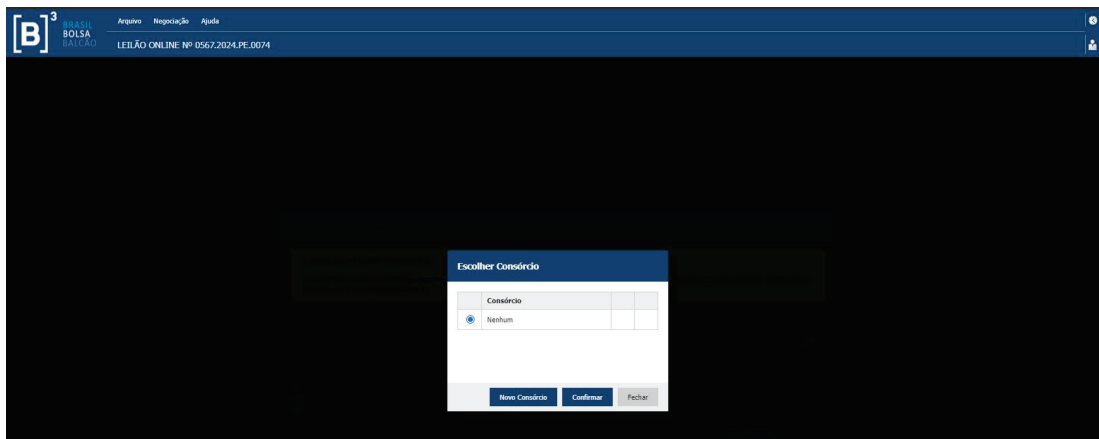 [B]³
BRASIL
BOLSA
BALCÃO
Arquivo Negociação Ajuda
LEILÃO ONLINE Nº 0567.2024.PE.0074
Escolher Consórcio
Consórcio
Nenhum
Novo Consórcio Confirmar Fechar